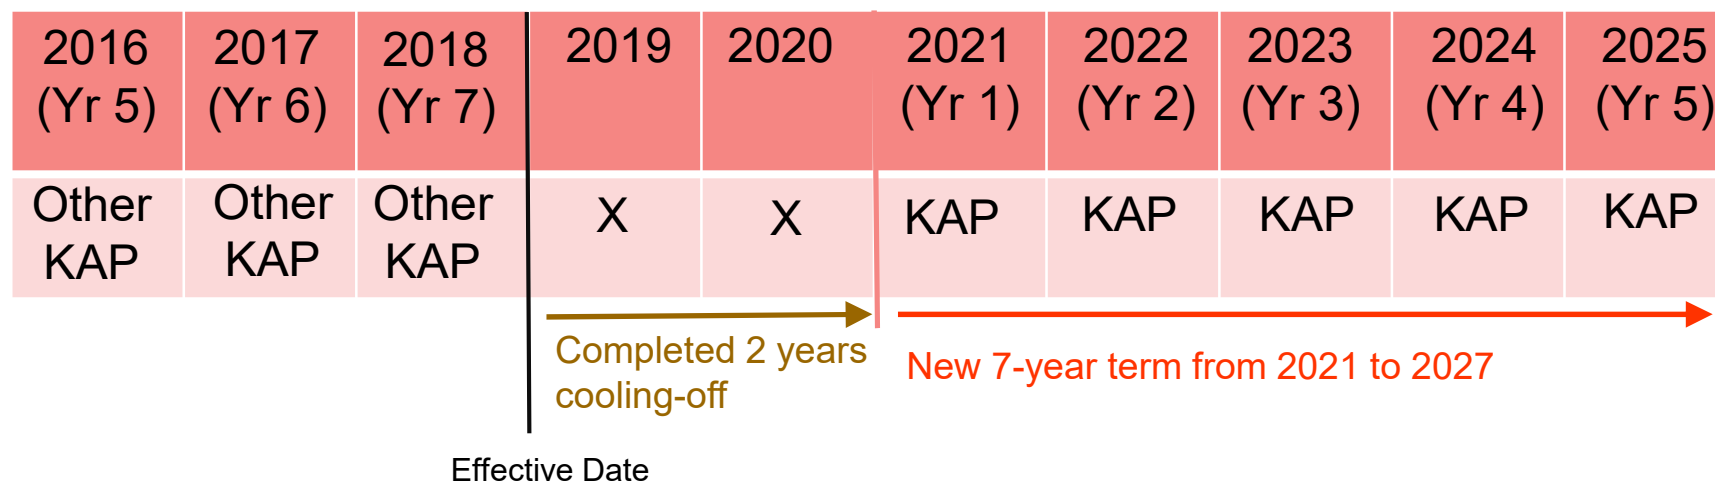 2016 2017 2018 2019 2020 2021 2022 2023 2024 2025
(Yr 5) (Yr 6) (Yr 7) (Yr 1) (Yr 2) (Yr 3) (Yr 4) (Yr 5)
Other Other Other X X KAP KAP KAP KAP KAP
KAP KAP KAP
Completed 2 years
cooling-off
New 7-year term from 2021 to 2027
Effective Date